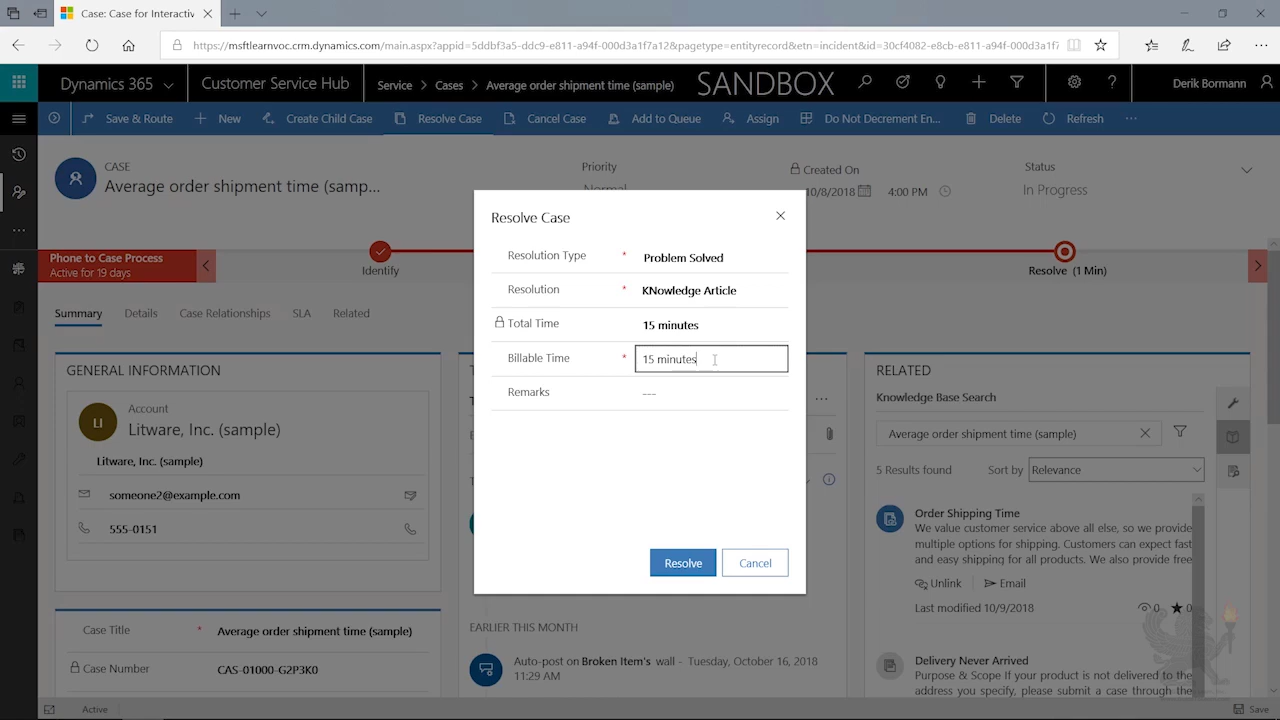 Case: Case for Interactiv
https://msftlearnvoc.crm.dynamics.com/main.aspx?appid=5ddbf3a5-ddc9-e811-a94f-000d3a1f7a12&pagetype=entityrecord&etn=incident&id=30cf4082-e8cb-e811-a94f-000d3a1f7
Dynamics 365
Customer Service Hub
Service > Cases > Average order shipment time (sample)
SANDBOX
Derik Bormann
Save & Route
New
Create Child Case
Resolve Case
Cancel Case
Add to Queue
Assign
Do Not Decrement En...
Delete
Refresh
CASE
Average order shipment time (samp...
Priority
Normal
Created On
10/8/2018
4:00 PM
Status
In Progress
Phone to Case Process
Active for 19 days
Identify
Resolve (1 Min)
Summary
Details
Case Relationships
SLA
Related
Resolve Case
Resolution Type * Problem Solved
Resolution * KNowledge Article
Total Time 15 minutes
Billable Time * 15 minutes
Remarks ---
Resolve
Cancel
GENERAL INFORMATION
LI
Account
Litware, Inc. (sample)
Litware, Inc. (sample)
someone2@example.com
555-0151
Case Title * Average order shipment time (sample)
Case Number CAS-01000-G2P3K0
EARLIER THIS MONTH
Auto-post on Broken Item's wall - Tuesday, October 16, 2018
11:29 AM
RELATED
Knowledge Base Search
Average order shipment time (sample)
5 Results found
Sort by Relevance
Order Shipping Time
We value customer service above all else, so we provide
multiple options for shipping. Customers can expect fast
and easy shipping for all products. We also provide free
Unlink
Email
Last modified 10/9/2018
0
0
Delivery Never Arrived
Purpose & Scope If your product is not delivered to the
address you specify, please submit a case through the
Active
Save